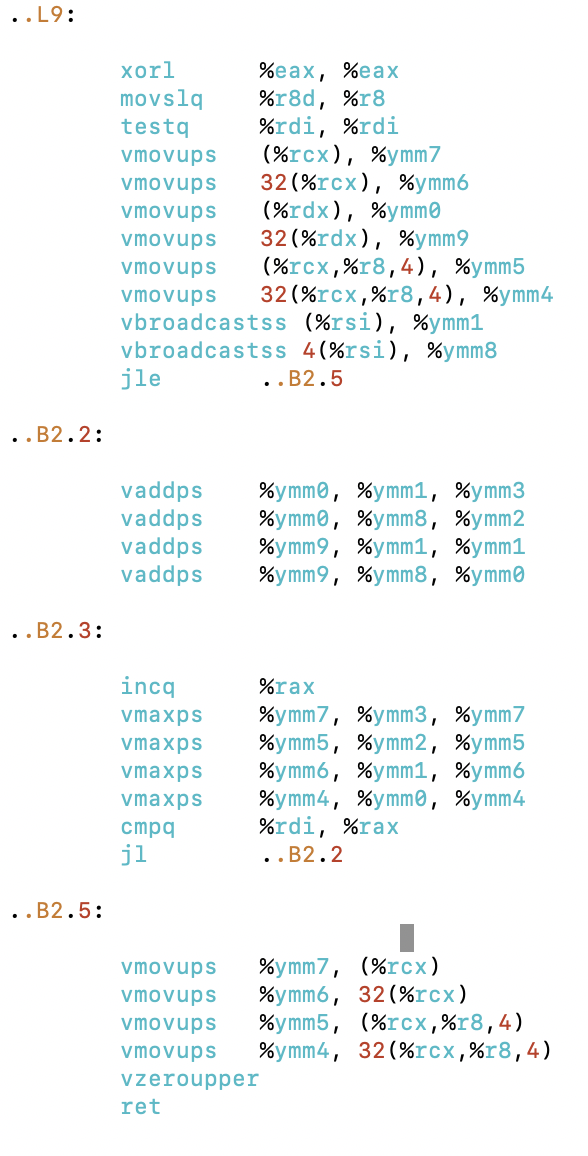 ..L9:
xorl %eax, %eax
movslq %r8d, %r8
testq %rdi, %rdi
vmovups (%rcx), %ymm7
vmovups 32(%rcx), %ymm6
vmovups (%rdx), %ymm0
vmovups 32(%rdx), %ymm9
vmovups (%rcx,%r8,4), %ymm5
vmovups 32(%rcx,%r8,4), %ymm4
vbroadcastss (%rsi), %ymm1
vbroadcastss 4(%rsi), %ymm8
jle ..B2.5
..B2.2:
vaddps %ymm0, %ymm1, %ymm3
vaddps %ymm0, %ymm8, %ymm2
vaddps %ymm9, %ymm1, %ymm1
vaddps %ymm9, %ymm8, %ymm0
..B2.3:
incq %rax
vmaxps %ymm7, %ymm3, %ymm7
vmaxps %ymm5, %ymm2, %ymm5
vmaxps %ymm6, %ymm1, %ymm6
vmaxps %ymm4, %ymm0, %ymm4
cmpq %rdi, %rax
jl ..B2.2
..B2.5:
vmovups %ymm7, (%rcx)
vmovups %ymm6, 32(%rcx)
vmovups %ymm5, (%rcx,%r8,4)
vmovups %ymm4, 32(%rcx,%r8,4)
vzeroupper
ret